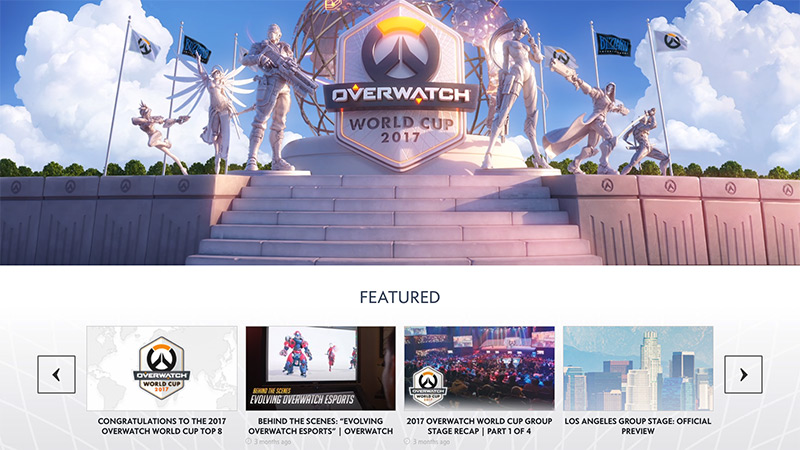 BLIZZARD
BLIZZARD
OVERWATCH
WORLD CUP
2017
FEATURED
OVERWATCH
WORLD CUP
2017
BEHIND THE SCENES
EVOLVING OVERWATCH ESPORTS
OVERWATCH
WORLD CUP
CONGRATULATIONS TO THE 2017
OVERWATCH WORLD CUP TOP 8
BEHIND THE SCENES: “EVOLVING
OVERWATCH ESPORTS” | OVERWATCH
3 months ago
2017 OVERWATCH WORLD CUP GROUP
STAGE RECAP | PART 1 OF 4
3 months ago
LOS ANGELES GROUP STAGE: OFFICIAL
PREVIEW